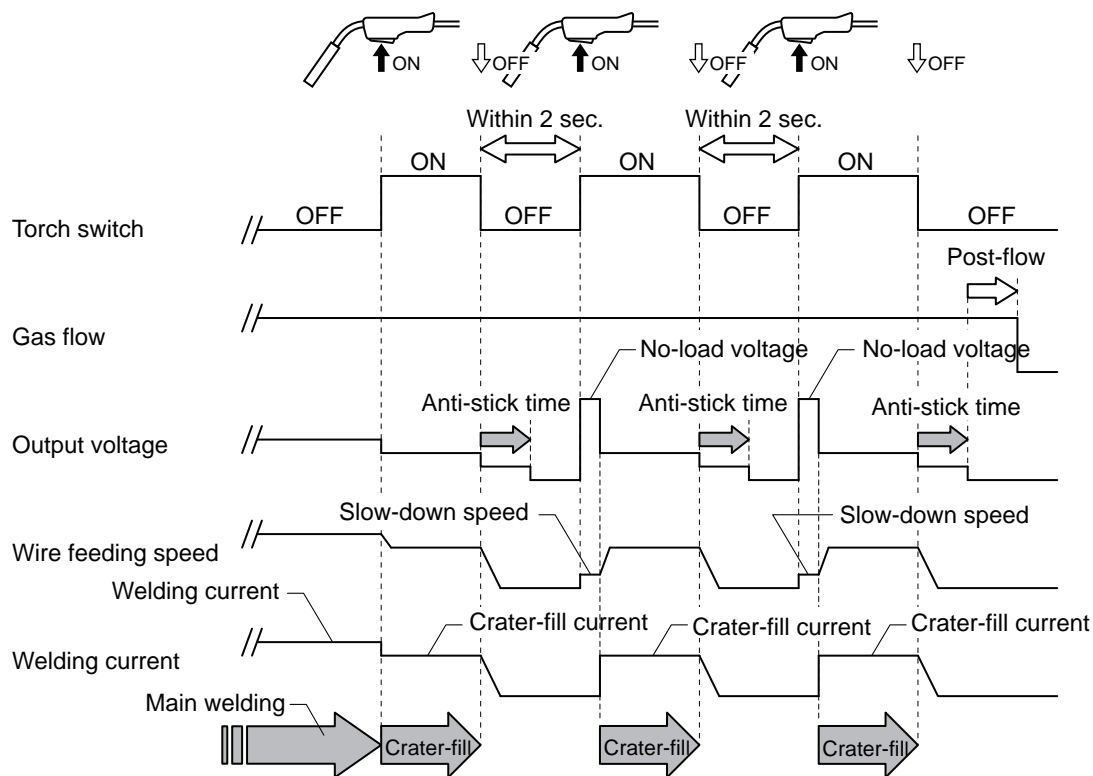 ON
OFF
ON
OFF
ON
OFF
Within 2 sec.
Within 2 sec.
ON
ON
ON
Torch switch
OFF
OFF
OFF
OFF
Post-flow
Gas flow
No-load voltage
No-load voltage
Anti-stick time
Anti-stick time
Anti-stick time
Output voltage
Slow-down speed
Slow-down speed
Wire feeding speed
Welding current
Crater-fill current
Crater-fill current
Crater-fill current
Welding current
Main welding
Crater-fill
Crater-fill
Crater-fill